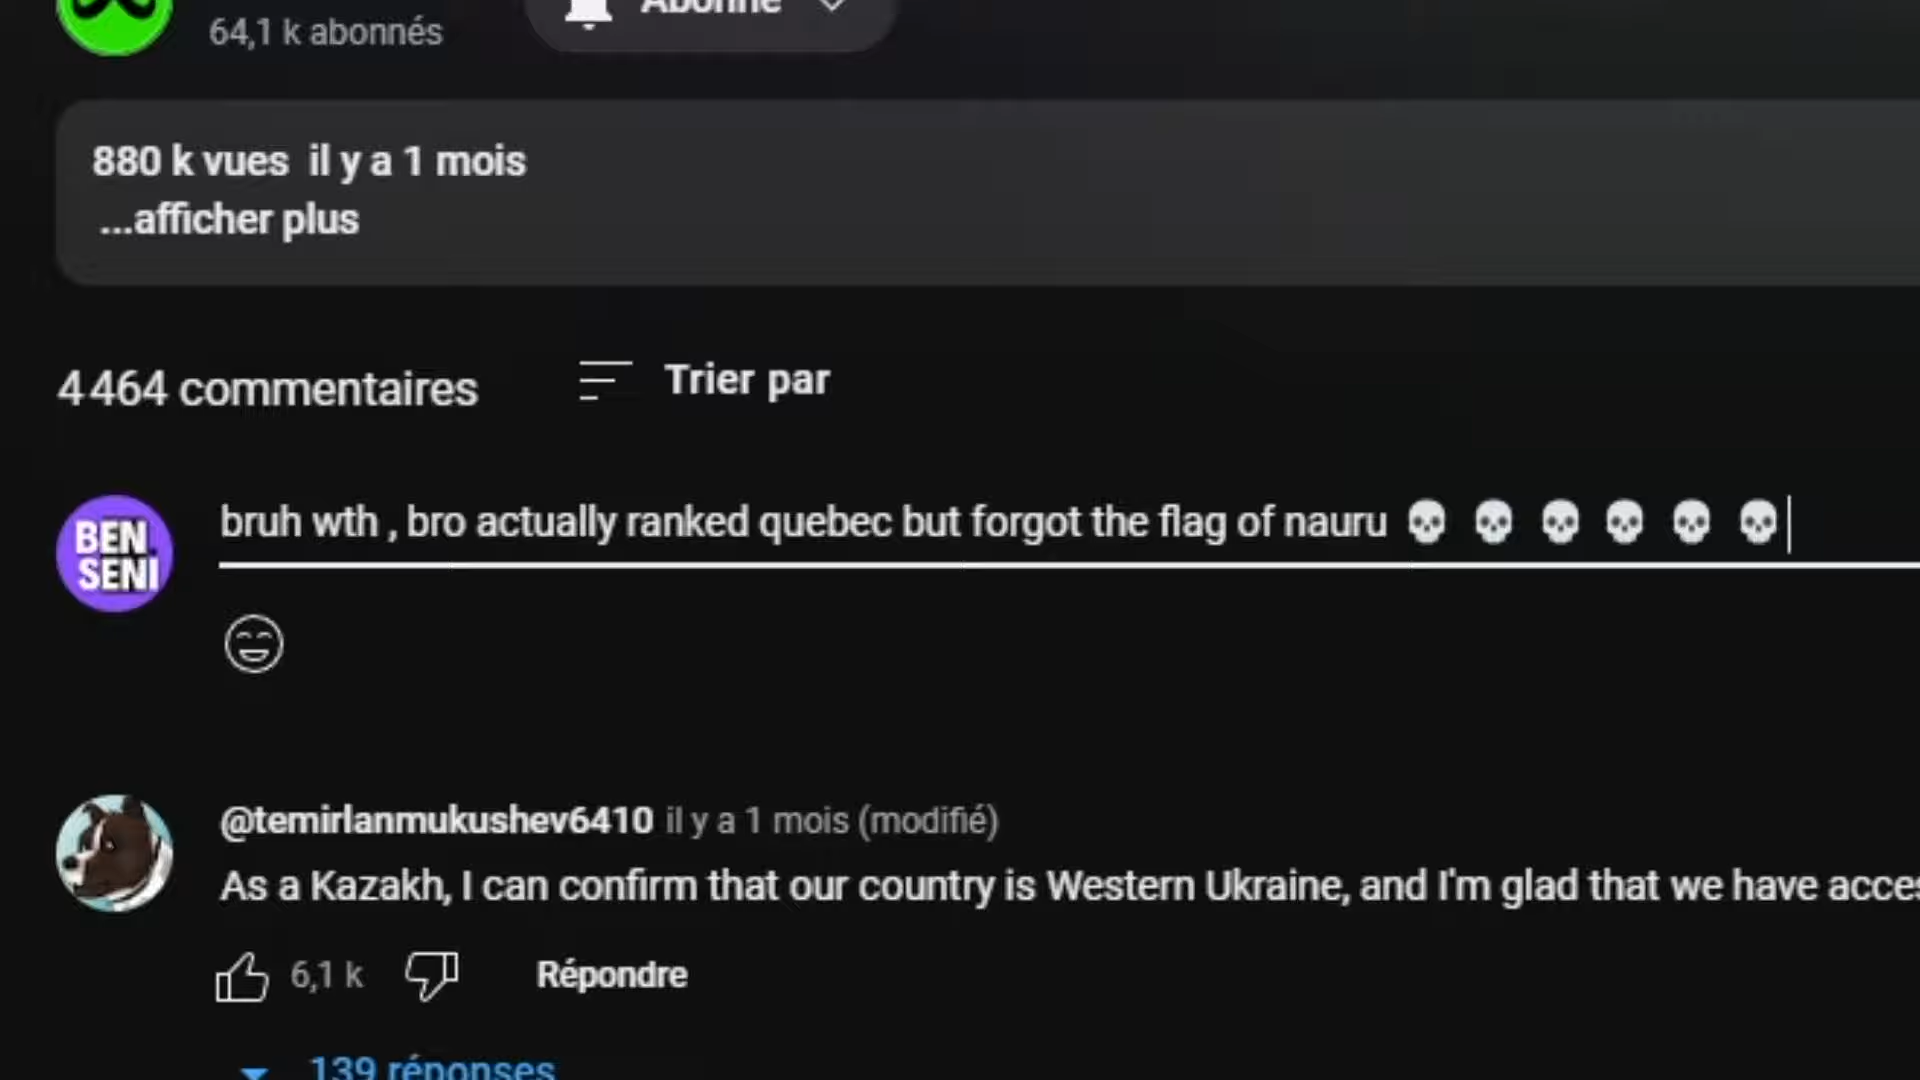 Abonné
64,1 k abonnés
880 k vues il y a 1 mois
...afficher plus
4 464 commentaires
Trier par
BEN.
SENI
bruh wth , bro actually ranked quebec but forgot the flag of nauru 💀 💀 💀 💀 💀 💀
@temirlanmukushev6410 il y a 1 mois (modifié)
As a Kazakh, I can confirm that our country is Western Ukraine, and I'm glad that we have
6,1 k
Répondre
139 réponses